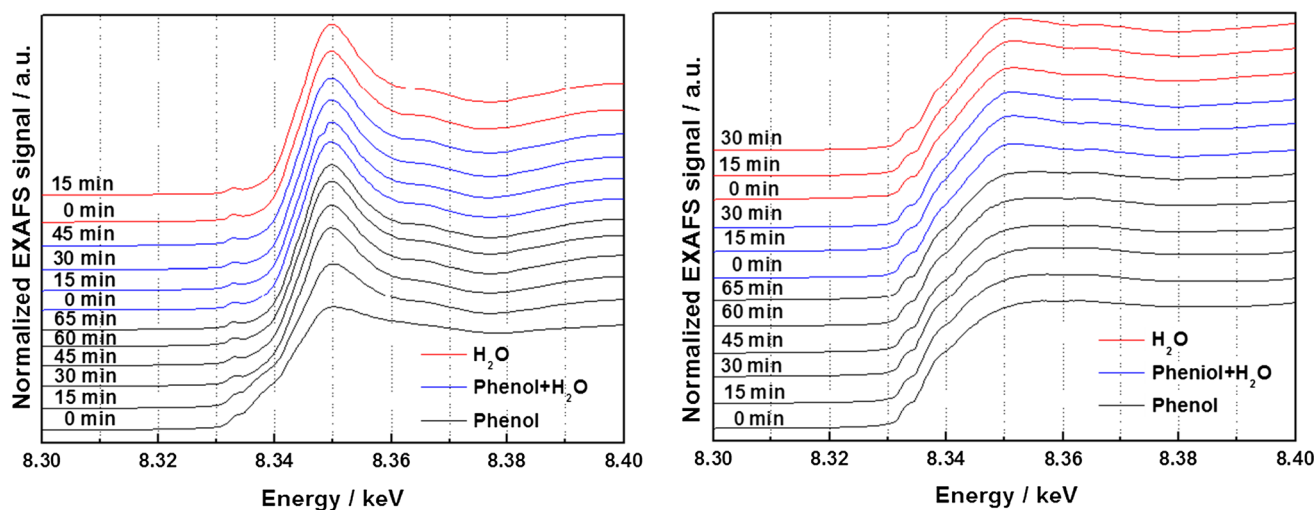 Normalized EXAFS signal / a.u.
15 min
0 min
45 min
30 min
15 min
0 min
65 min
60 min
45 min
30 min
15 min
0 min
H₂O
Phenol+H₂O
Phenol
8.30
8.32
8.34
8.36
8.38
8.40
Energy / keV
Normalized EXAFS signal / a.u.
30 min
15 min
0 min
30 min
15 min
0 min
65 min
60 min
45 min
30 min
15 min
0 min
H₂O
Pheniol+H₂O
Phenol
8.30
8.32
8.34
8.36
8.38
8.40
Energy / keV